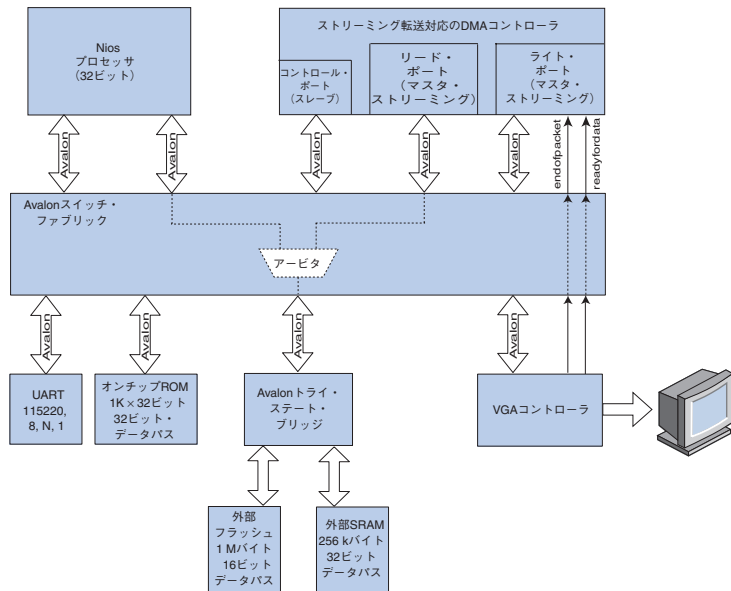 Nios
プロセッサ
（32ビット）
ストリーミング転送対応のDMAコントローラ
コントロール・
ポート
（スレーブ）
リード・
ポート
（マスタ・
ストリーミング）
ライト・
ポート
（マスタ・
ストリーミング）
Avalon
Avalon
Avalon
Avalon
Avalon
endofpacket
readyfordata
Avalonスイッチ・
ファブリック
アービタ
Avalon
Avalon
Avalon
Avalon
UART
115220,
8, N, 1
オンチップROM
1K×32ビット
32ビット・
データバス
Avalonトライ・
ステート・
ブリッジ
VGAコントローラ
外部
フラッシュ
1 Mバイト
16ビット
データバス
外部SRAM
256 kバイト
32ビット
データバス